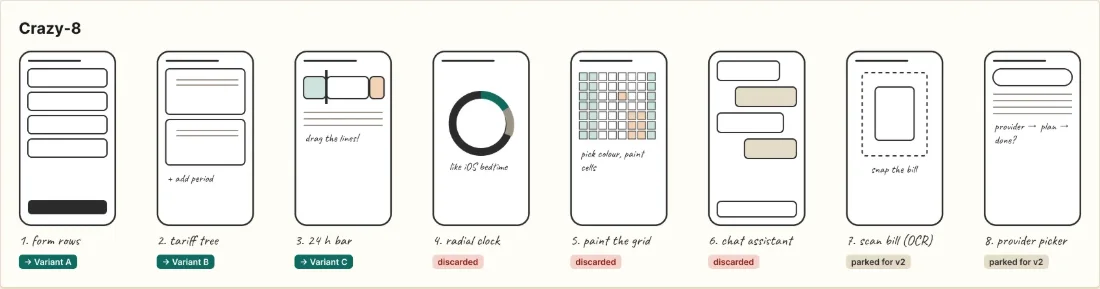 Crazy-8
drag the lines!
like iOS bedtime
pick colour, paint
cells
+ add period
snap the bill
provider → plan →
done?
1. form rows
2. tariff tree
3. 24 h bar
4. radial clock
5. paint the grid
6. chat assistant
7. scan bill (OCR)
8. provider picker
→ Variant A
→ Variant B
→ Variant C
discarded
discarded
discarded
parked for v2
parked for v2